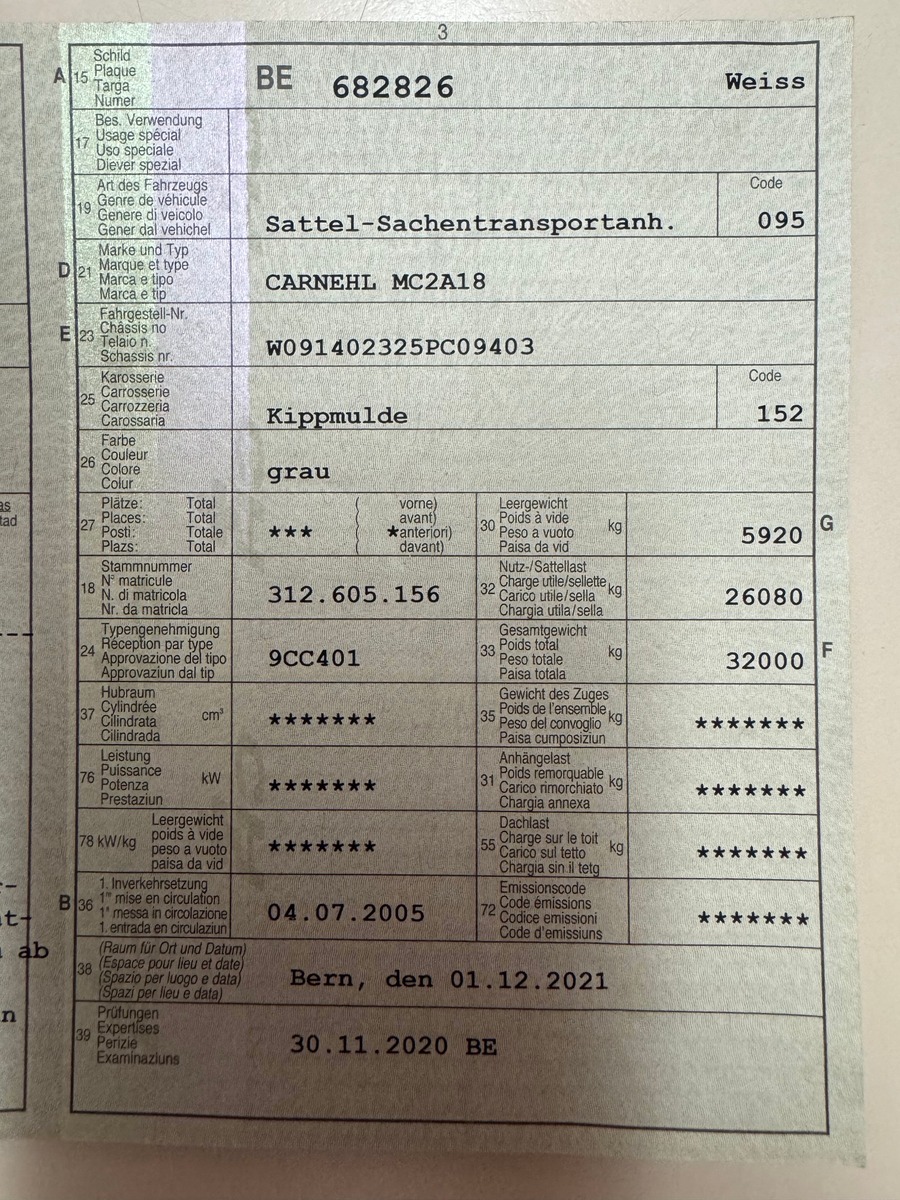 3
A 15 Schild
Plaque
Targa
Numer
BE 682826 Weiss
17 Bes. Verwendung
Usage spécial
Uso speciale
Diever spezial
19 Art des Fahrzeugs
Genre de véhicule
Genere di veicolo
Gener dal vehichel
Sattel-Sachentransportanh.
Code
095
D 21 Marke und Typ
Marque et type
Marca e tipo
Marca e tip
CARNEHL MC2A18
E 23 Fahrgestell-Nr.
Châssis no
Telaio n.
Schassis nr.
W091402325PC09403
25 Karosserie
Carrosserie
Carrozzeria
Carossaria
Kippmulde
Code
152
26 Farbe
Couleur
Colore
Colur
grau
27 Plätze: Total
Places: Total
Posti: Totale
Plazs: Total
*** ( vorne)
( avant)
( *anteriori)
( davant)
30 Leergewicht
Poids à vide
Peso a vuoto
Paisa da vid
kg
5920 G
18 Stammnummer
N° matricule
N. di matricola
Nr. da matricla
312.605.156
32 Nutz-/Sattellast
Charge utile/sellette
Carico utile/sella
Chargia utila/sella
kg
26080
24 Typengenehmigung
Réception par type
Approvazione del tipo
Approvaziun dal tip
9CC401
33 Gesamtgewicht
Poids total
Peso totale
Paisa totala
kg
32000 F
37 Hubraum
Cylindrée
Cilindrata
Cilindrada
cm³
*******
35 Gewicht des Zuges
Poids de l'ensemble
Peso del convoglio
Paisa cumposiziun
kg
*******
76 Leistung
Puissance
Potenza
Prestaziun
kW
*******
31 Anhängelast
Poids remorquable
Carico rimorchiato
Chargia annexa
kg
*******
78 kW/kg Leergewicht
poids à vide
peso a vuoto
paisa da vid
*******
55 Dachlast
Charge sur le toit
Carico sul tetto
Chargia sin il tetg
kg
*******
B 36 1. Inverkehrsetzung
1re mise en circulation
1a messa in circolazione
1. entrada en circulaziun
04.07.2005
72 Emissionscode
Code émissions
Codice emissioni
Code d'emissiuns
*******
38 (Raum für Ort und Datum)
(Espace pour lieu et date)
(Spazio per luogo e data)
(Spazi per lieu e data)
Bern, den 01.12.2021
39 Prüfungen
Expertises
Perizie
Examinaziuns
30.11.2020 BE
ab